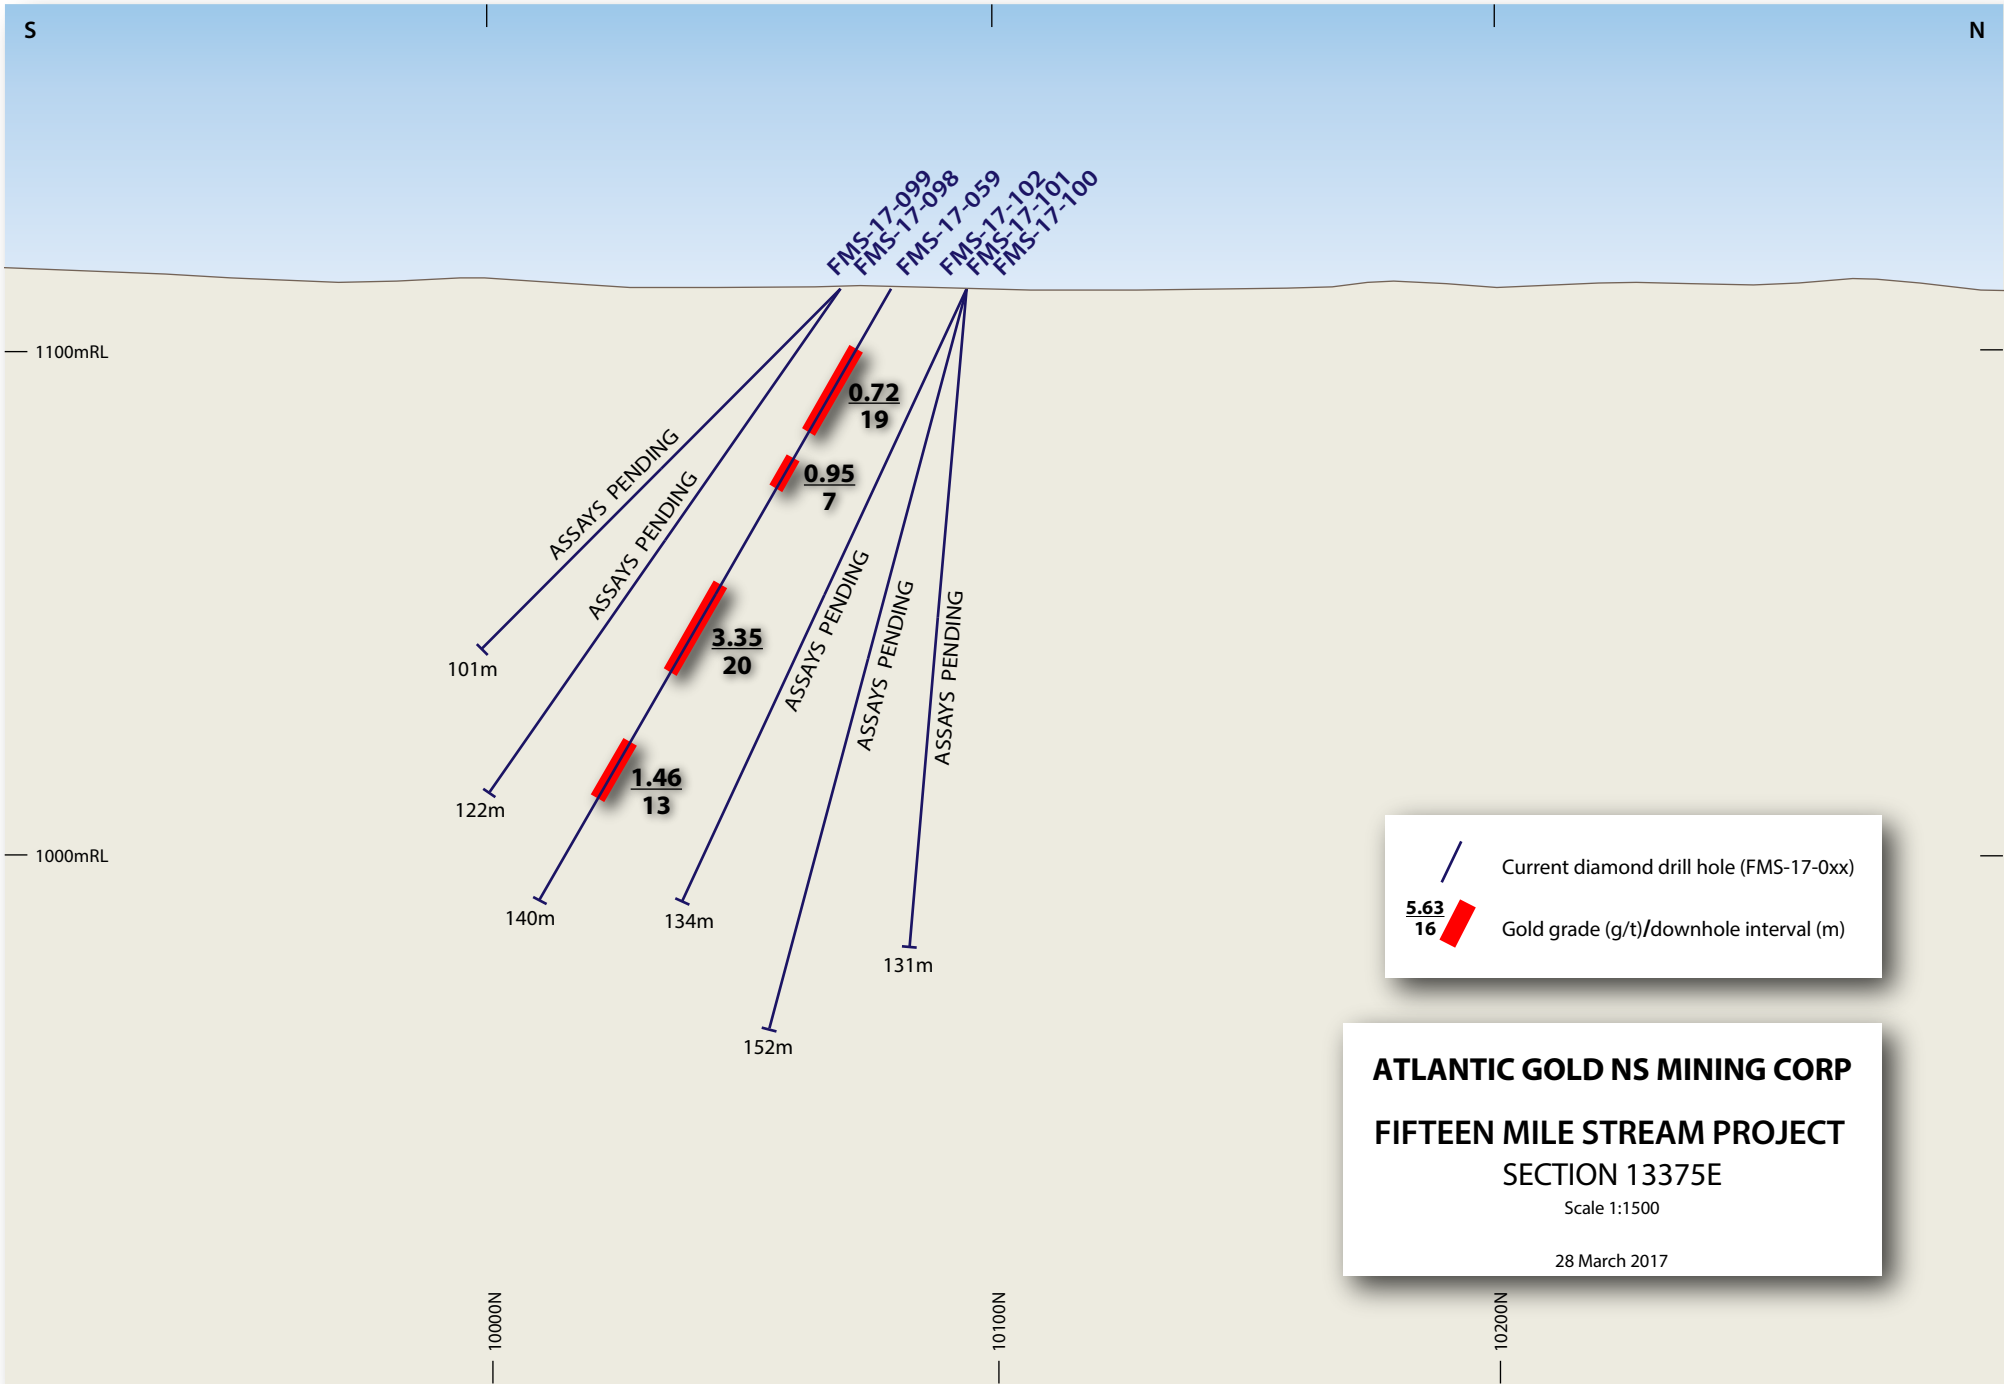 S
N
FMS-17-099
FMS-17-098
FMS-17-059
FMS-17-102
FMS-17-101
FMS-17-100
1100mRL
0.72
19
0.95
7
ASSAYS PENDING
ASSAYS PENDING
3.35
20
ASSAYS PENDING
ASSAYS PENDING
ASSAYS PENDING
101m
1.46
13
122m
1000mRL
140m
134m
131m
152m
Current diamond drill hole (FMS-17-0xx)
5.63
16
Gold grade (g/t)/downhole interval (m)
ATLANTIC GOLD NS MINING CORP
FIFTEEN MILE STREAM PROJECT
SECTION 13375E
Scale 1:1500
28 March 2017
10000N
10100N
10200N